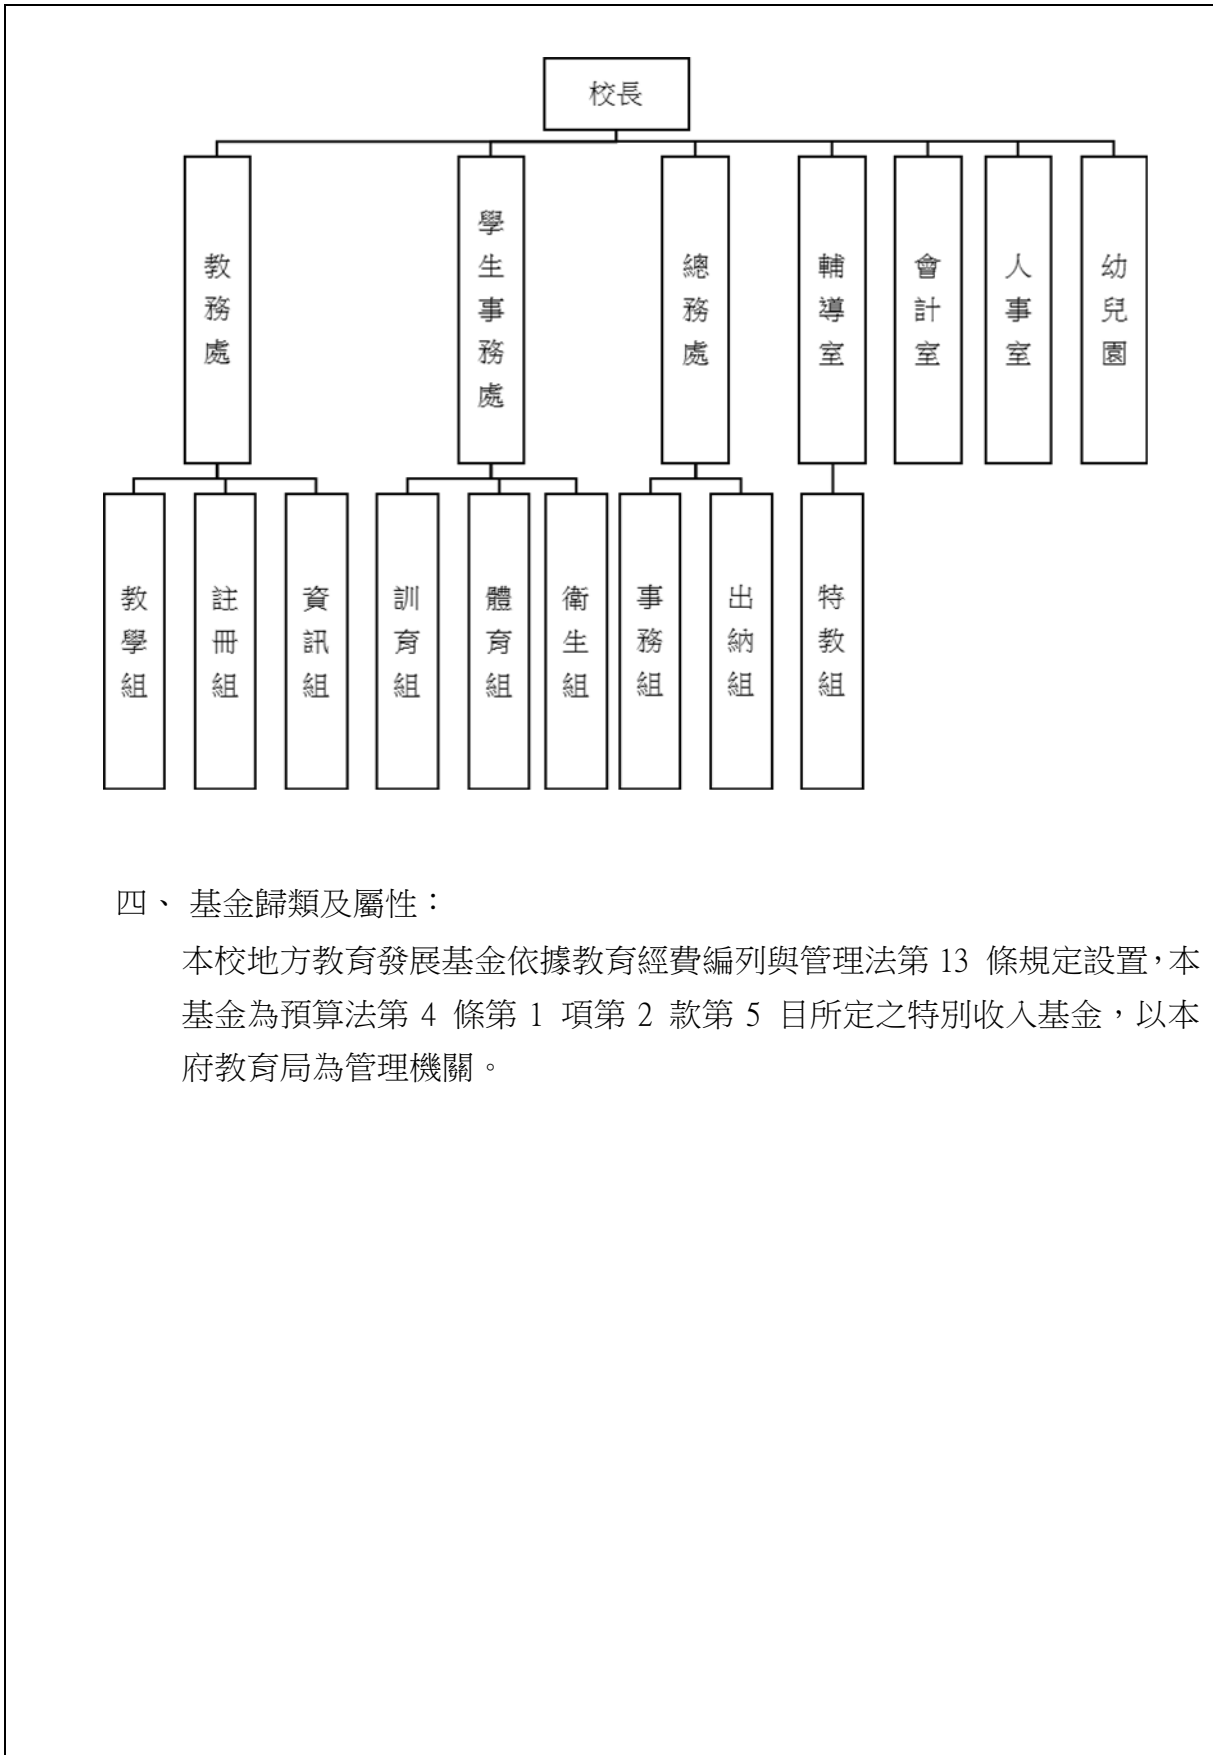 校長
教務處
學生事務處
總務處
輔導室
會計室
人事室
幼兒園
教學組
註冊組
資訊組
訓育組
體育組
衛生組
事務組
出納組
特教組
四、 基金歸類及屬性：
本校地方教育發展基金依據教育經費編列與管理法第 13 條規定設置，本
基金為預算法第 4 條第 1 項第 2 款第 5 目所定之特別收入基金，以本
府教育局為管理機關。